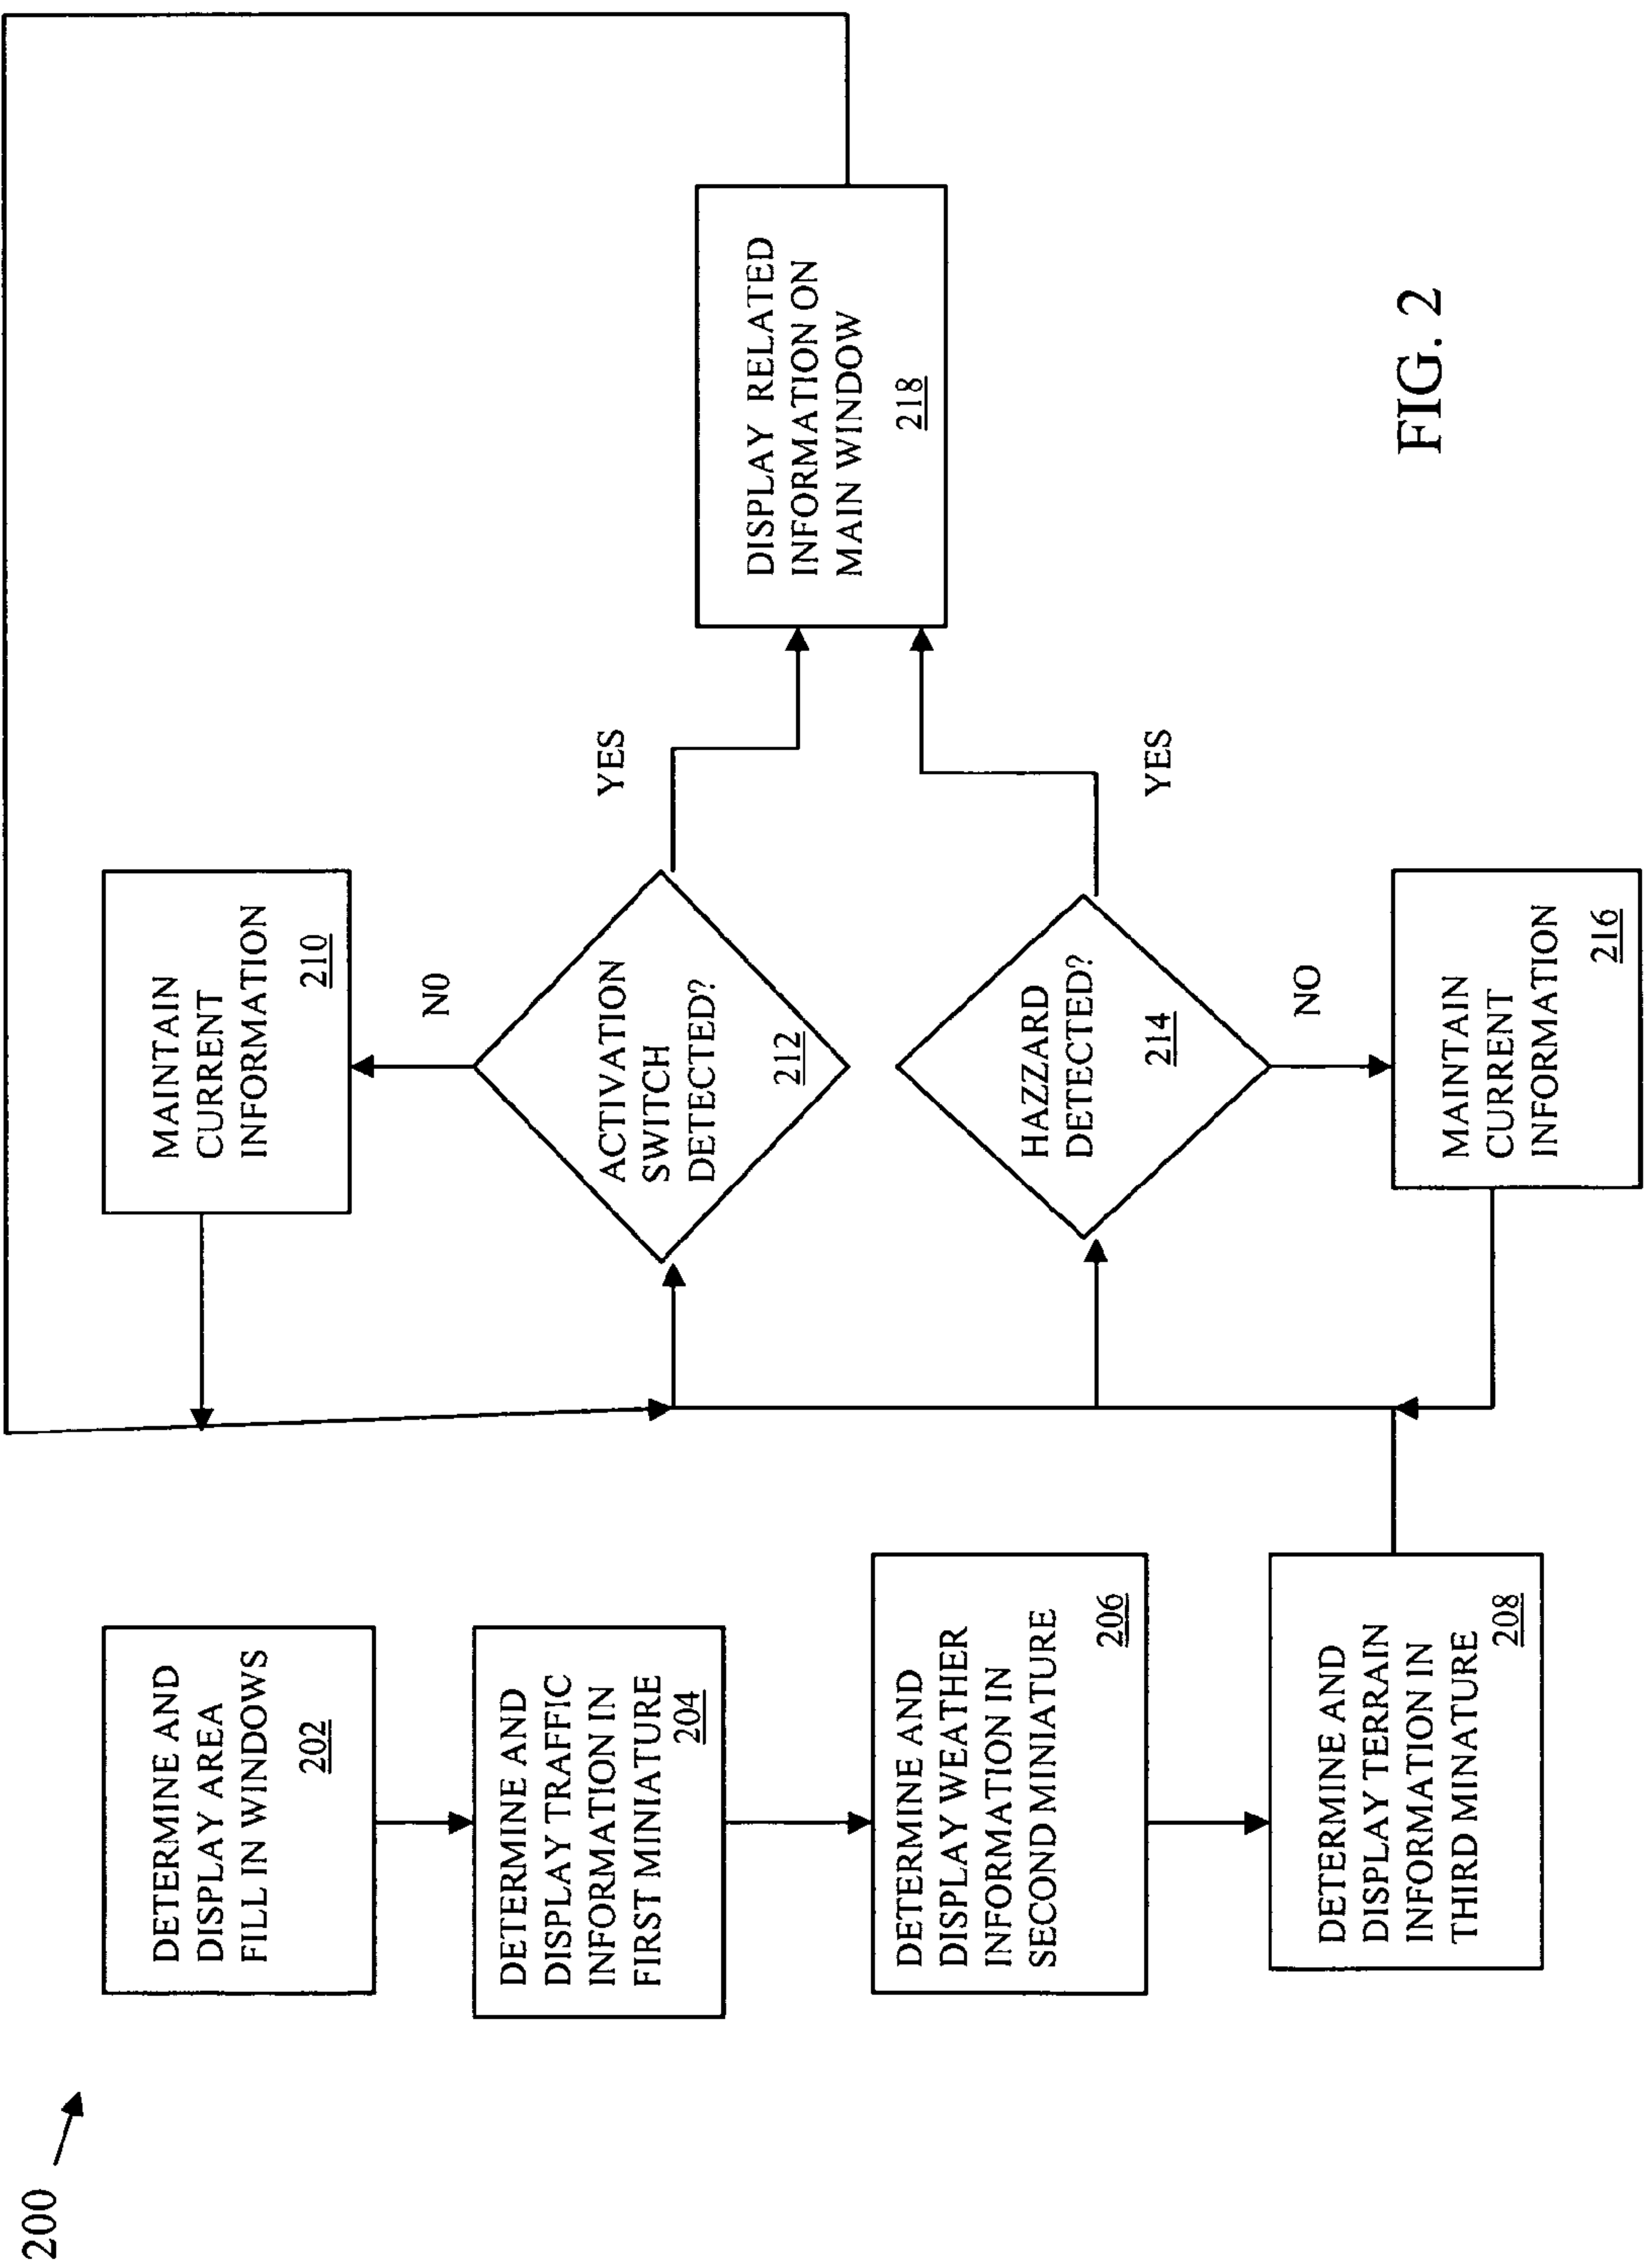 200
DETERMINE AND
DISPLAY AREA
FILL IN WINDOWS
202
DETERMINE AND
DISPLAY TRAFFIC
INFORMATION IN
FIRST MINIATURE
204
DETERMINE AND
DISPLAY WEATHER
INFORMATION IN
SECOND MINIATURE
206
DETERMINE AND
DISPLAY TERRAIN
INFORMATION IN
THIRD MINATURE
208
MAINTAIN
CURRENT
INFORMATION
210
N0
ACTIVATION
SWITCH
DETECTED?
212
YES
HAZZARD
DETECTED?
214
YES
NO
MAINTAIN
CURRENT
INFORMATION
216
DISPLAY RELATED
INFORMATION ON
MAIN WINDOW
218
FIG. 2